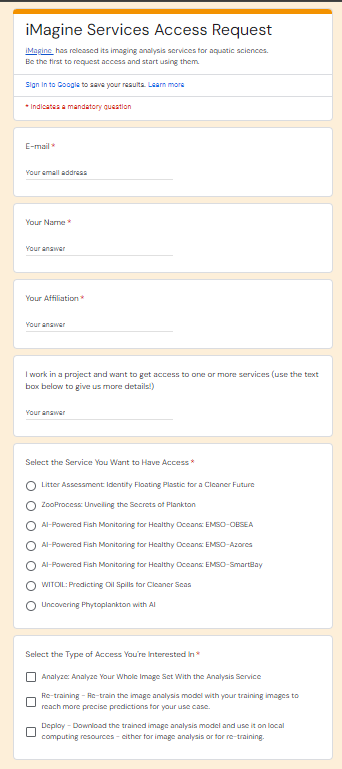 iMagine Services Access Request
iMagine has released its imaging analysis services for aquatic sciences.
Be the first to request access and start using them.
Sign in to Google to save your results. Learn more
* Indicates a mandatory question
E-mail *
Your email address
Your Name *
Your answer
Your Affiliation *
Your answer
I work in a project and want to get access to one or more services (use the text
box below to give us more details!)
Your answer
Select the Service You Want to Have Access *
Litter Assessment: Identify Floating Plastic for a Cleaner Future
ZooProcess: Unveiling the Secrets of Plankton
AI-Powered Fish Monitoring for Healthy Oceans: EMSO-OBSEA
AI-Powered Fish Monitoring for Healthy Oceans: EMSO-Azores
AI-Powered Fish Monitoring for Healthy Oceans: EMSO-SmartBay
WITOIL: Predicting Oil Spills for Cleaner Seas
Uncovering Phytoplankton with AI
Select the Type of Access You're Interested In *
Analyze: Analyze Your Whole Image Set With the Analysis Service
Re-training - Re-train the image analysis model with your training images to
reach more precise predictions for your use case.
Deploy - Download the trained image analysis model and use it on local
computing resources - either for image analysis or for re-training.